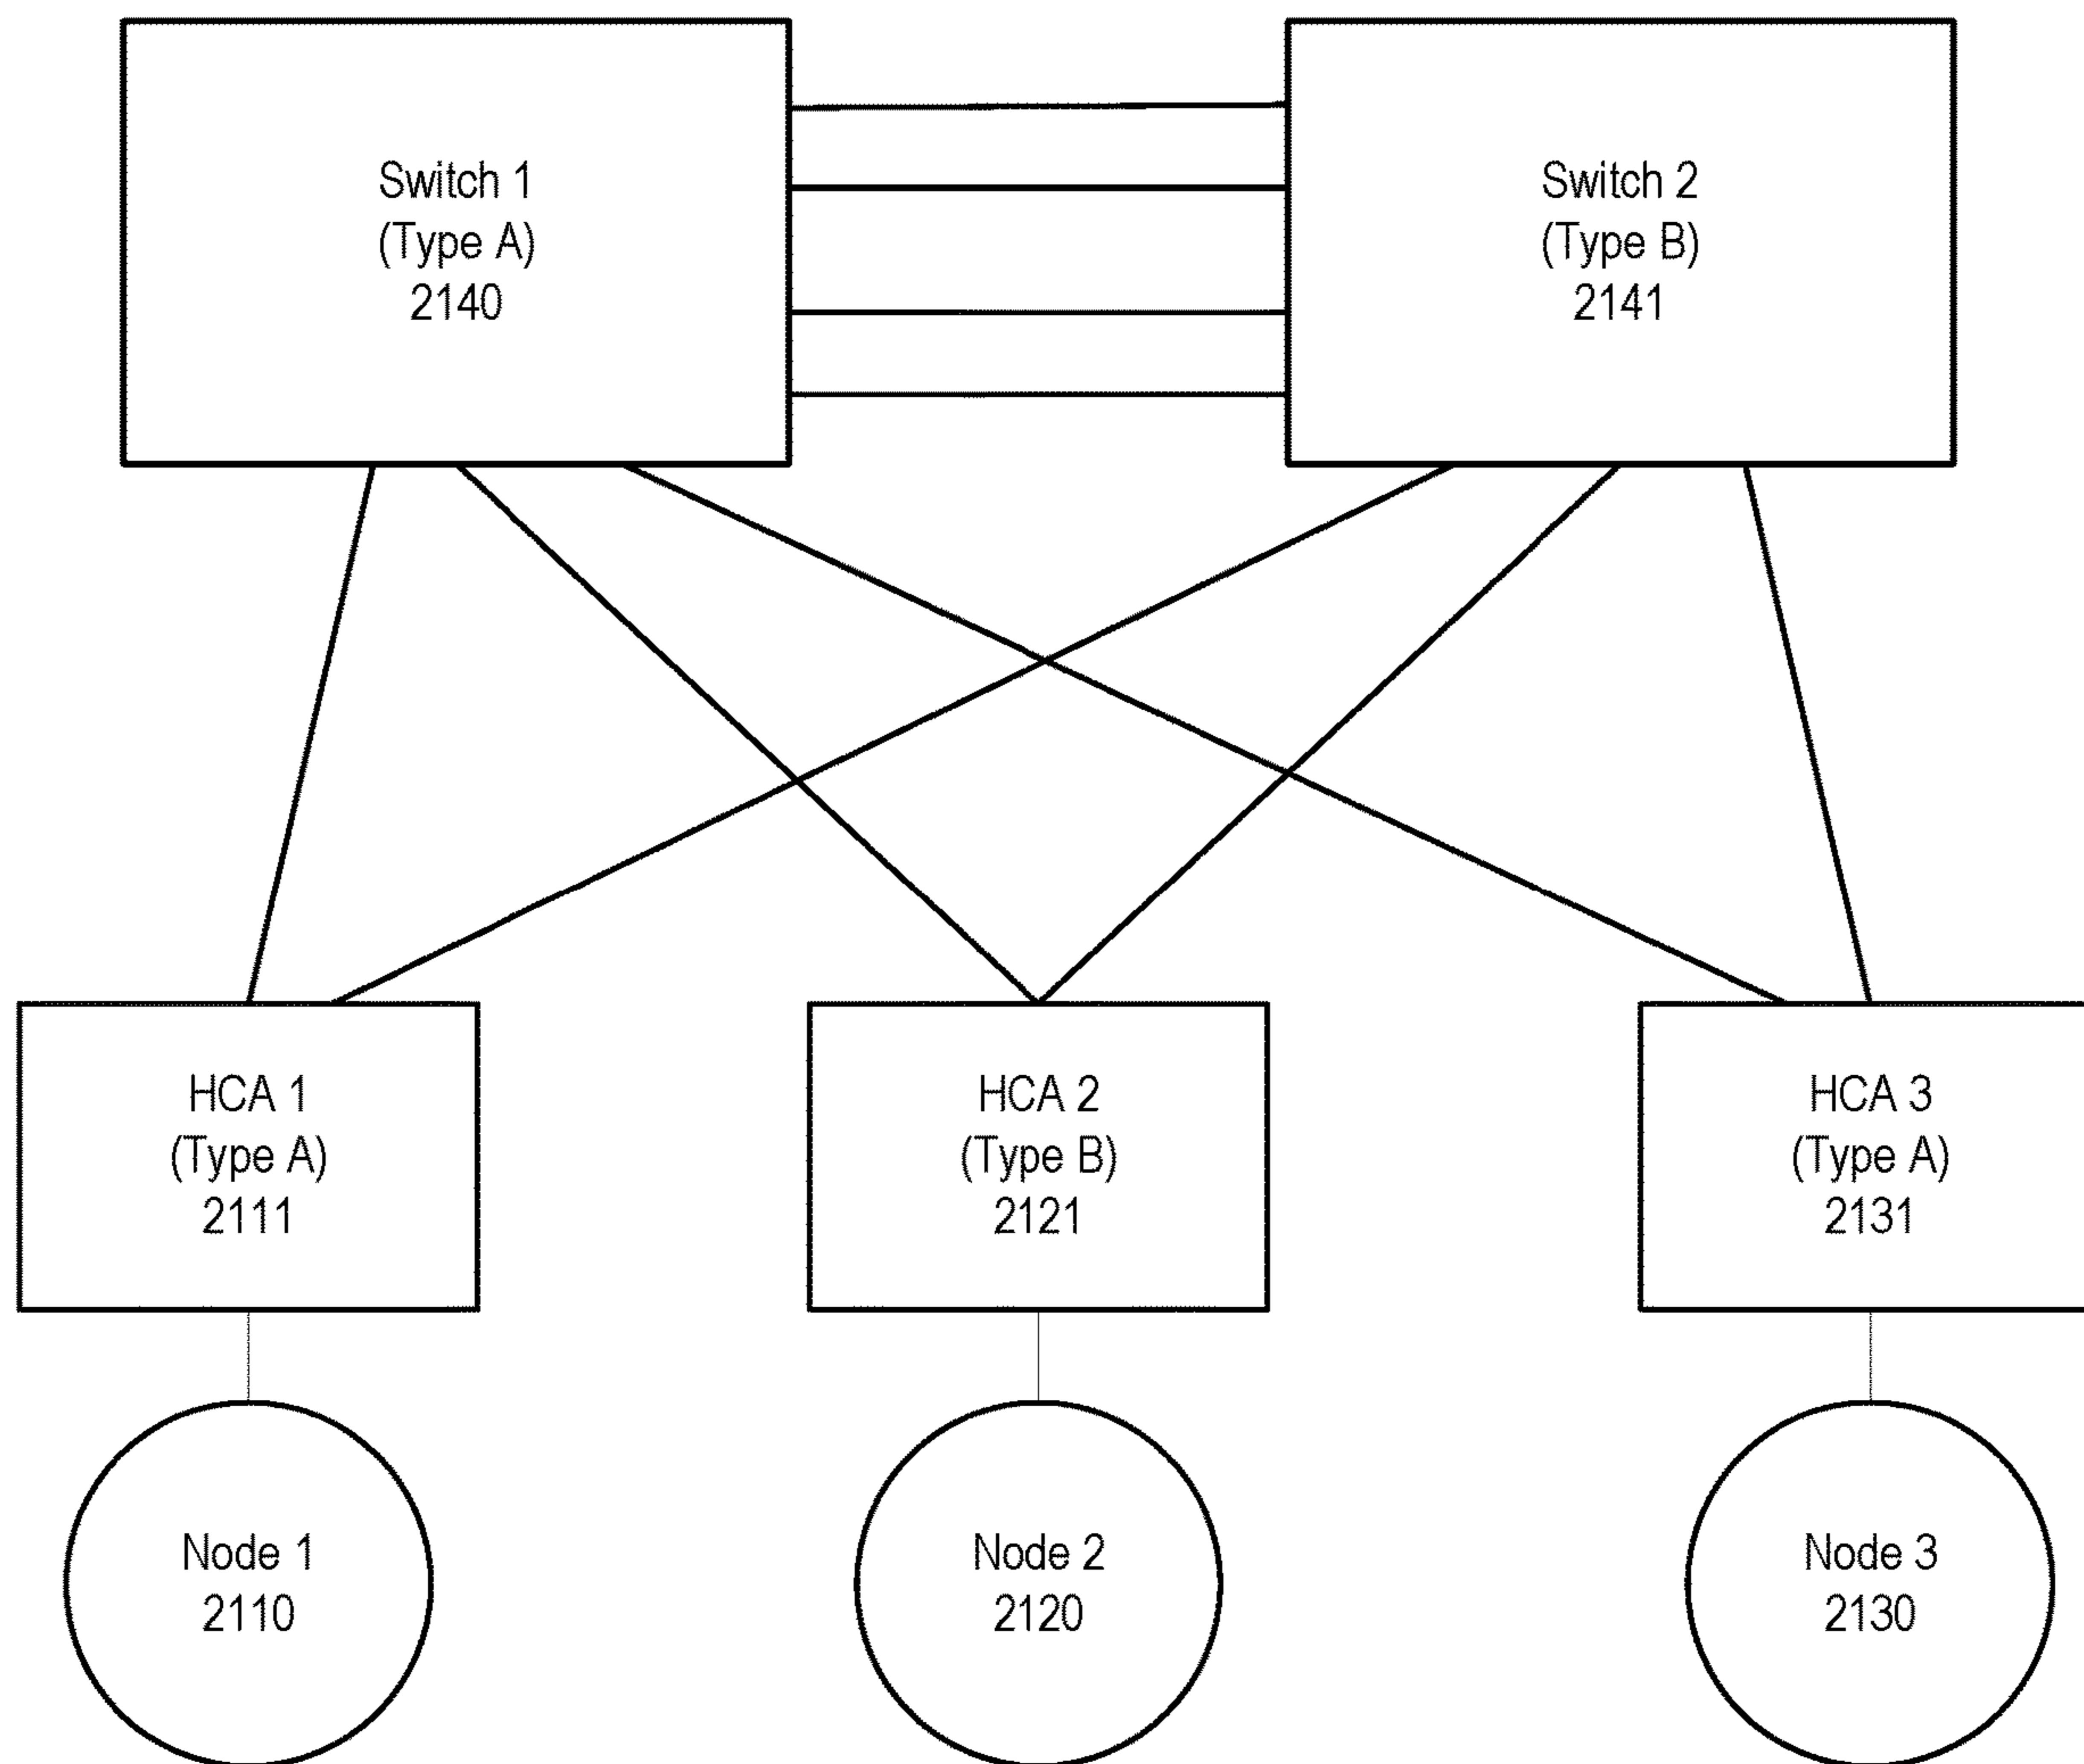 Switch 1
(Type A)
2140
Switch 2
(Type B)
2141
HCA 1
(Type A)
2111
HCA 2
(Type B)
2121
HCA 3
(Type A)
2131
Node 1
2110
Node 2
2120
Node 3
2130